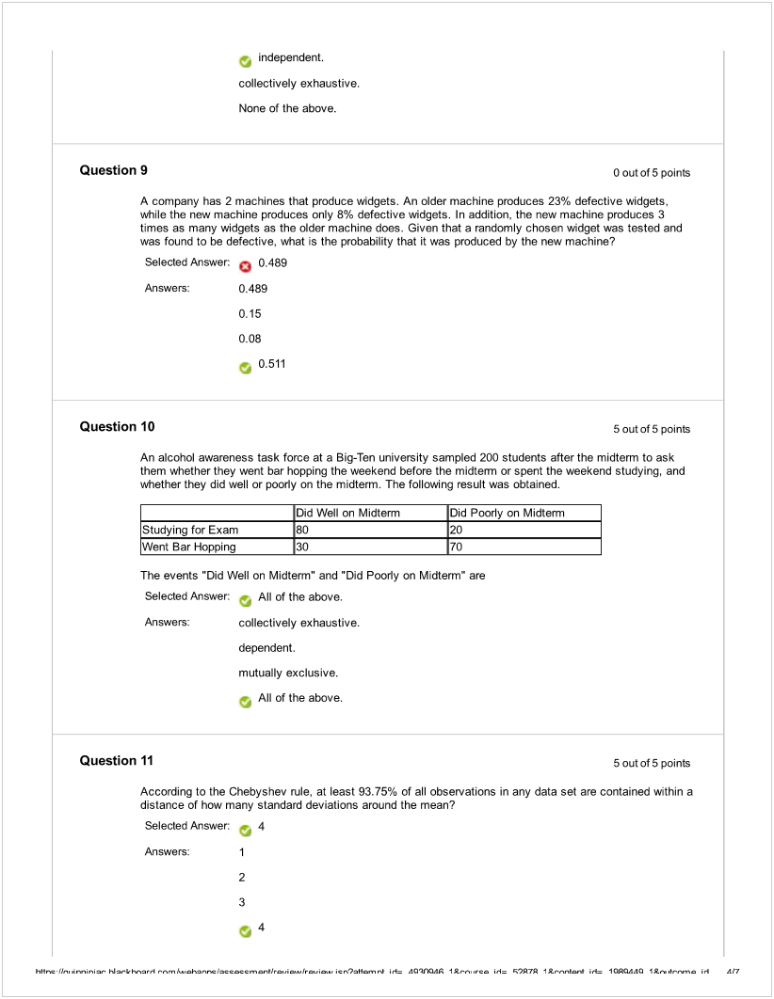 independent.
collectively exhaustive.
None of the above.
Question 9
0 out of 5 points
A company has 2 machines that produce widgets. An older machine produces 23% defective widgets,
while the new machine produces only 8% defective widgets. In addition, the new machine produces 3
times as many widgets as the older machine does. Given that a randomly chosen widget was tested and
was found to be defective, what is the probability that it was produced by the new machine?
Selected Answer: 0.489
Answers: 0.489
0.15
0.08
0.511
Question 10
5 out of 5 points
An alcohol awareness task force at a Big-Ten university sampled 200 students after the midterm to ask
them whether they went bar hopping the weekend before the midterm or spent the weekend studying, and
whether they did well or poorly on the midterm. The following result was obtained.
Did Well on Midterm Did Poorly on Midterm
Studying for Exam 80 20
Went Bar Hopping 30 70
The events "Did Well on Midterm" and "Did Poorly on Midterm" are
Selected Answer: All of the above.
Answers: collectively exhaustive.
dependent.
mutually exclusive.
All of the above.
Question 11
5 out of 5 points
According to the Chebyshev rule, at least 93.75% of all observations in any data set are contained within a
distance of how many standard deviations around the mean?
Selected Answer: 4
Answers: 1
2
3
4
https://quinnipiac.blackboard.com/webapps/assessment/review/review.jsp?attempt_id=_4930946_1&course_id=_52878_1&content_id=_1989449_1&outcome_id... 4/7